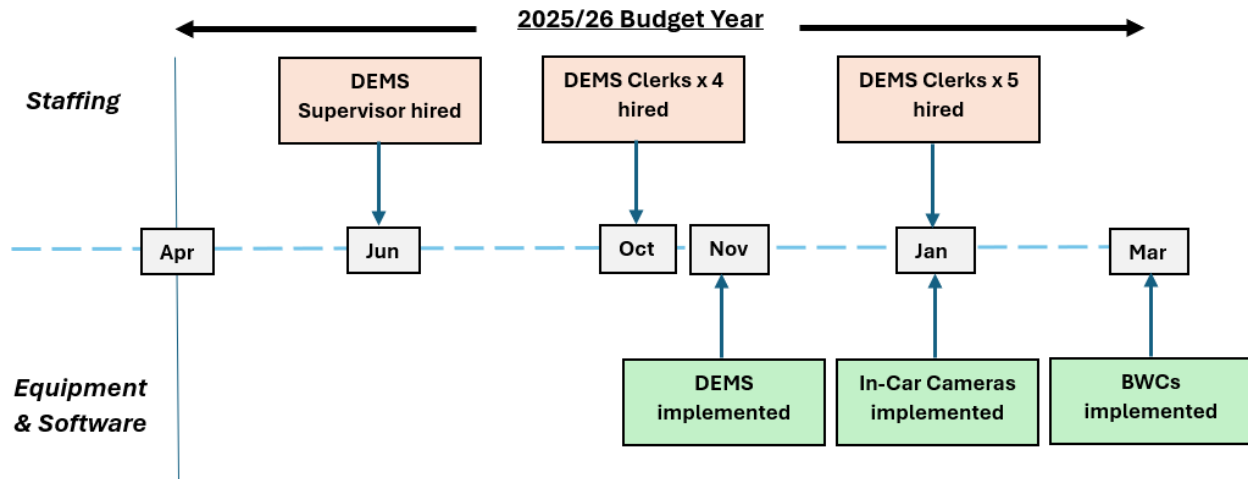 2025/26 Budget Year
Staffing
DEMS
Supervisor hired
DEMS Clerks x 4
hired
DEMS Clerks x 5
hired
Apr
Jun
Oct
Nov
Jan
Mar
Equipment
& Software
DEMS
implemented
In-Car Cameras
implemented
BWCs
implemented